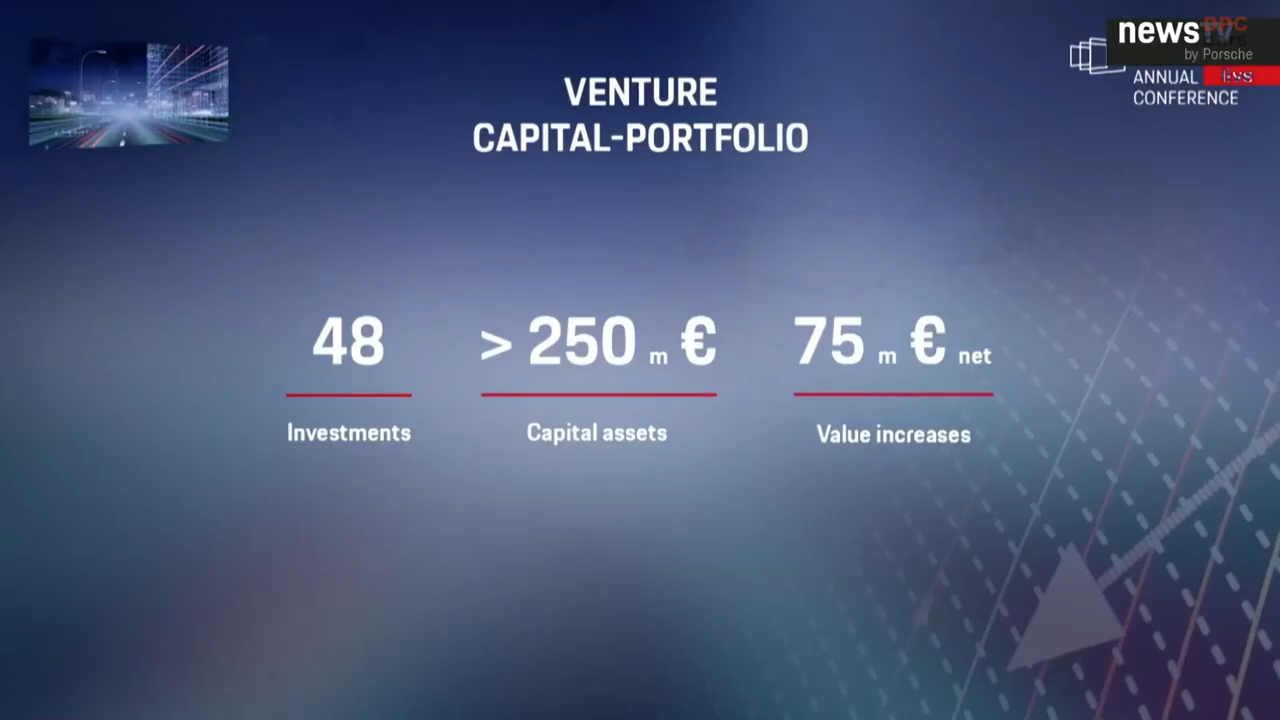 news
by Porsche
ANNUAL
CONFERENCE
VENTURE
CAPITAL-PORTFOLIO
48
> 250 m €
75 m € net
Investments
Capital assets
Value increases